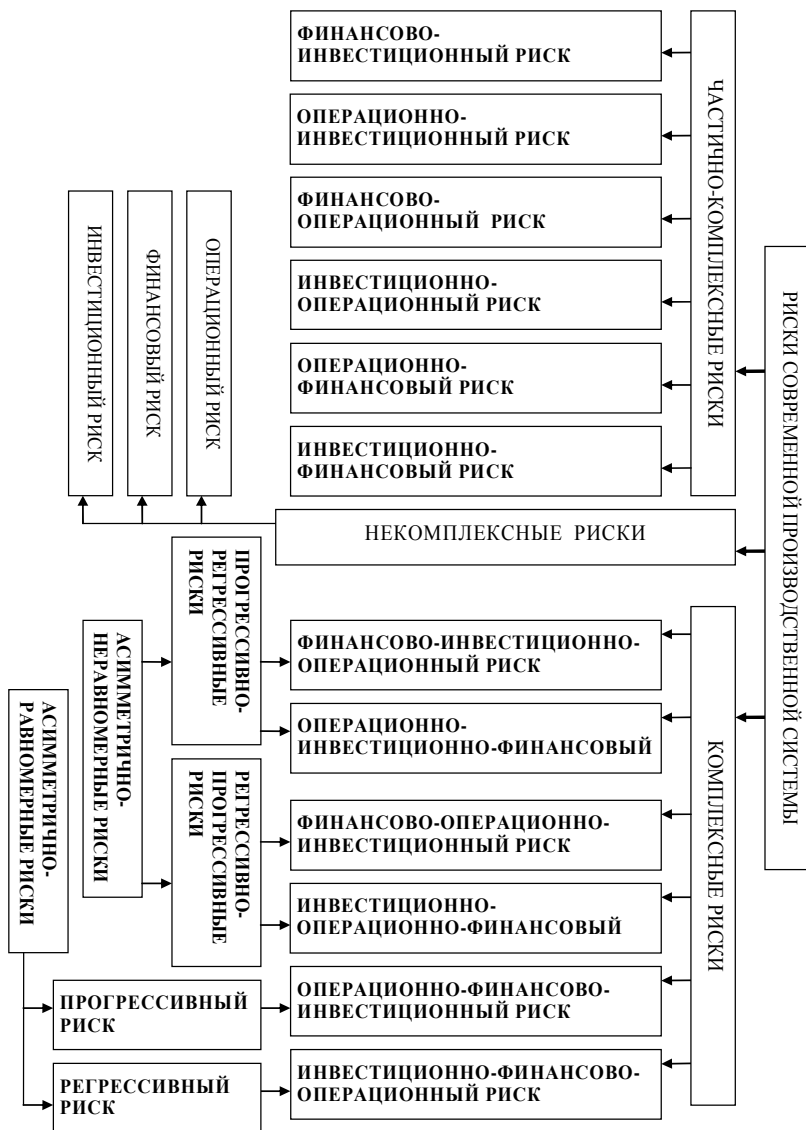 РИСКИ СОВРЕМЕННОЙ ПРОИЗВОДСТВЕННОЙ СИСТЕМЫ
ЧАСТИЧНО-КОМПЛЕКСНЫЕ РИСКИ
ФИНАНСОВО-
ИНВЕСТИЦИОННЫЙ РИСК
ОПЕРАЦИОННО-
ИНВЕСТИЦИОННЫЙ РИСК
ФИНАНСОВО-
ОПЕРАЦИОННЫЙ РИСК
ИНВЕСТИЦИОННО-
ОПЕРАЦИОННЫЙ РИСК
ОПЕРАЦИОННО-
ФИНАНСОВЫЙ РИСК
ИНВЕСТИЦИОННО-
ФИНАНСОВЫЙ РИСК
НЕКОМПЛЕКСНЫЕ РИСКИ
ИНВЕСТИЦИОННЫЙ РИСК
ФИНАНСОВЫЙ РИСК
ОПЕРАЦИОННЫЙ РИСК
КОМПЛЕКСНЫЕ РИСКИ
ФИНАНСОВО-ИНВЕСТИЦИОННО-
ОПЕРАЦИОННЫЙ РИСК
ОПЕРАЦИОННО-
ИНВЕСТИЦИОННО-ФИНАНСОВЫЙ
ФИНАНСОВО-ОПЕРАЦИОННО-
ИНВЕСТИЦИОННЫЙ РИСК
ИНВЕСТИЦИОННО-
ОПЕРАЦИОННО-ФИНАНСОВЫЙ
ОПЕРАЦИОННО-ФИНАНСОВО-
ИНВЕСТИЦИОННЫЙ РИСК
ИНВЕСТИЦИОННО-ФИНАНСОВО-
ОПЕРАЦИОННЫЙ РИСК
ПРОГРЕССИВНО-
РЕГРЕССИВНЫЕ
РИСКИ
РЕГРЕССИВНО-
ПРОГРЕССИВНЫЕ
РИСКИ
АСИММЕТРИЧНО-
НЕРАВНОМЕРНЫЕ РИСКИ
АСИММЕТРИЧНО-
РАВНОМЕРНЫЕ РИСКИ
ПРОГРЕССИВНЫЙ
РИСК
РЕГРЕССИВНЫЙ
РИСК